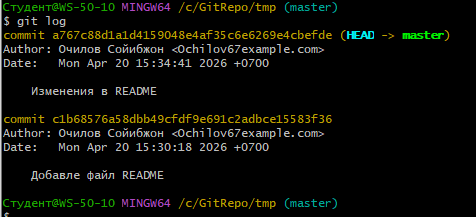 Студент@WS-50-10 MINGW64 /c/GitRepo/tmp (master)
$ git log
commit a767c88d1a1d4159048e4af35c6e6269e4cbefde (HEAD -> master)
Author: Очилов Сойибжон <Ochilov67example.com>
Date:   Mon Apr 20 15:34:41 2026 +0700
Изменения в README
commit c1b68576a58dbb49cfdf9e691c2adbce15583f36
Author: Очилов Сойибжон <Ochilov67example.com>
Date:   Mon Apr 20 15:30:18 2026 +0700
Добавле файл README
Студент@WS-50-10 MINGW64 /c/GitRepo/tmp (master)
$